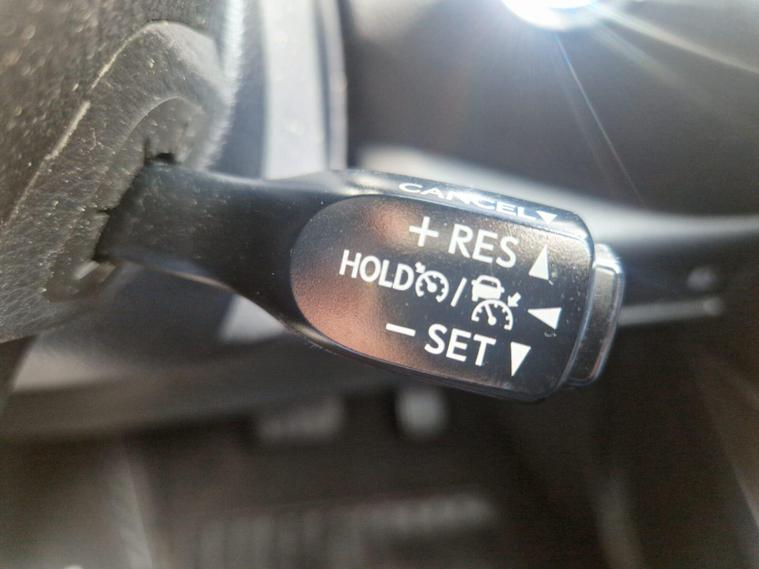 CANCEL
+ RES
HOLD /
− SET